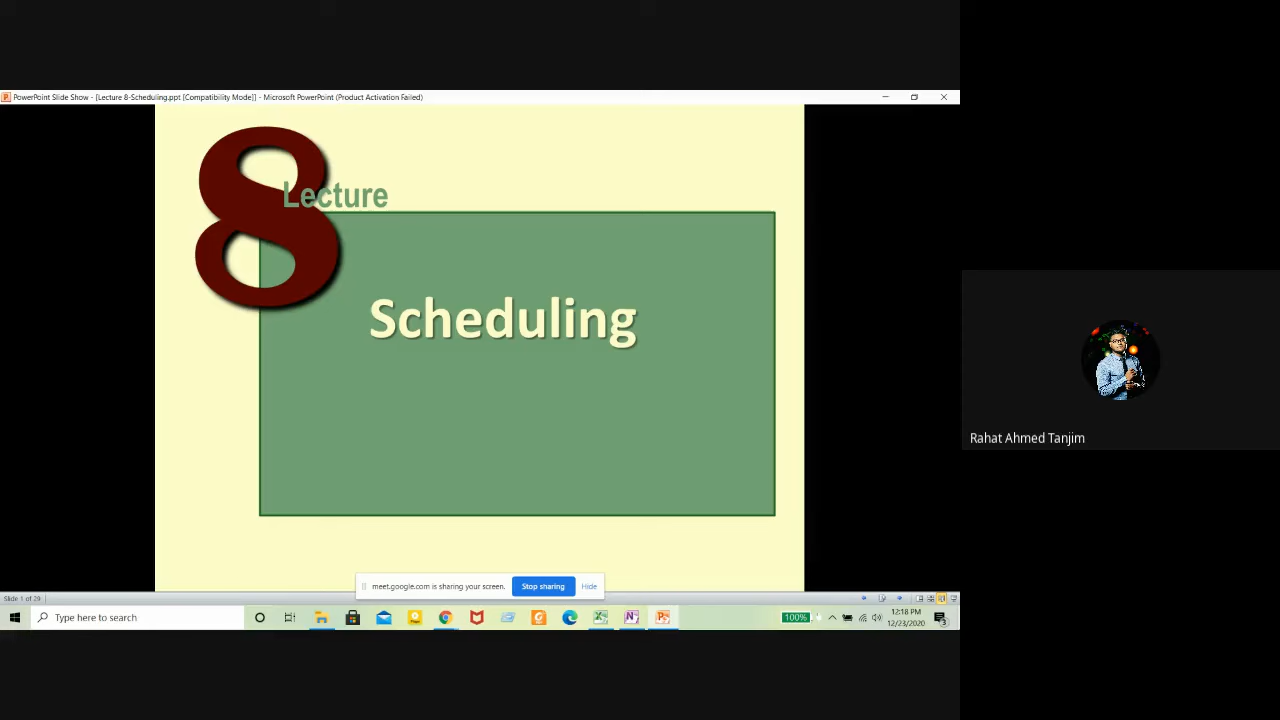 PowerPoint Slide Show - [Lecture 8-Scheduling.ppt [Compatibility Mode]] - Microsoft PowerPoint (Product Activation Failed)
8
Lecture
Scheduling
Rahat Ahmed Tanjim
meet.google.com is sharing your screen. Stop sharing Hide
Slide 1 of 29
Type here to search
100%
12:18 PM
12/23/2020
3